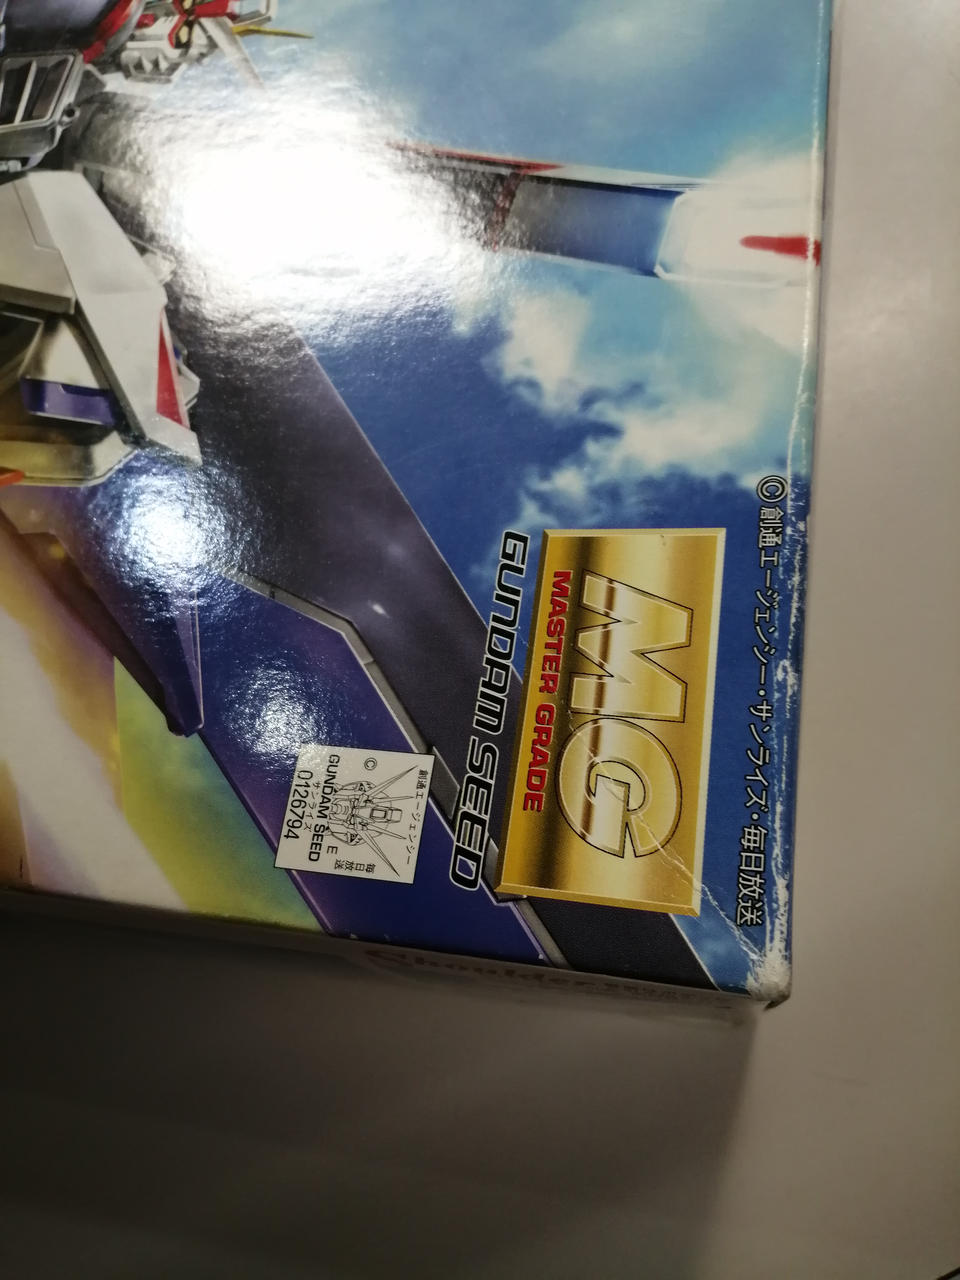 ©創通エージェンシー・サンライズ・毎日放送
MG
MASTER GRADE
GUNDAM SEED
創通エージェンシー
©
毎日放送
GUNDAM SEED
サンライズ
0126794
Shoulder